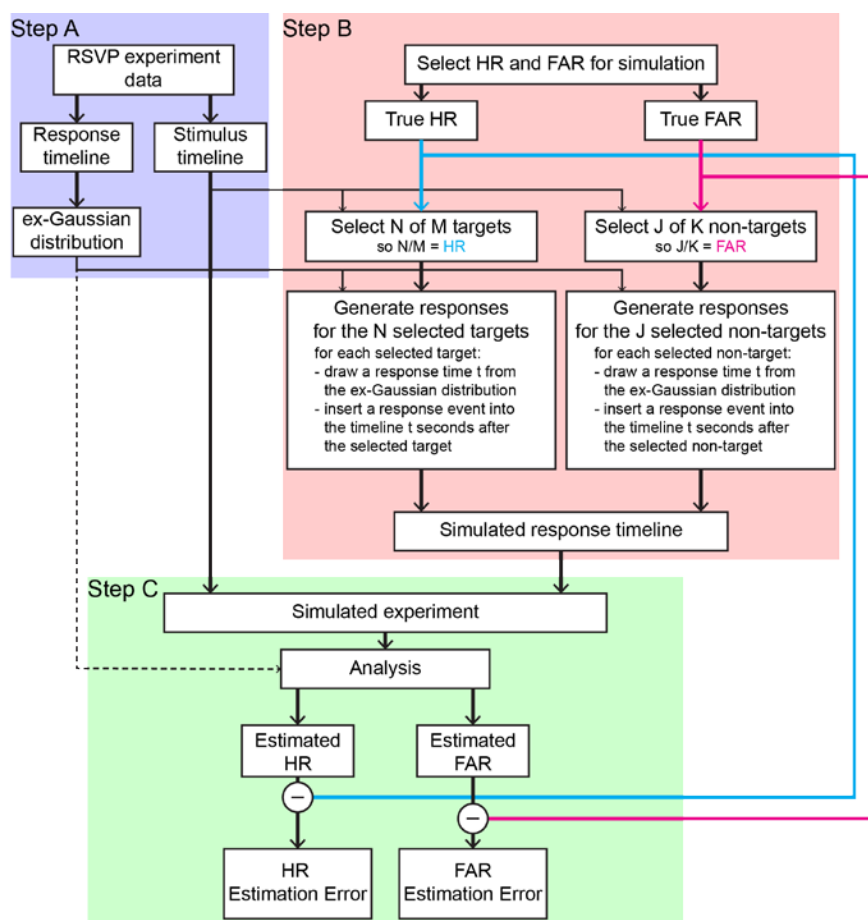 Step A
RSVP experiment
data
Response
timeline
Stimulus
timeline
ex-Gaussian
distribution
Step B
Select HR and FAR for simulation
True HR
True FAR
Select N of M targets
so N/M = HR
Select J of K non-targets
so J/K = FAR
Generate responses
for the N selected targets
for each selected target:
- draw a response time t from
the ex-Gaussian distribution
- insert a response event into
the timeline t seconds after
the selected target
Generate responses
for the J selected non-targets
for each selected non-target:
- draw a response time t from
the ex-Gaussian distribution
- insert a response event into
the timeline t seconds after
the selected non-target
Simulated response timeline
Step C
Simulated experiment
Analysis
Estimated
HR
Estimated
FAR
−
−
HR
Estimation Error
FAR
Estimation Error